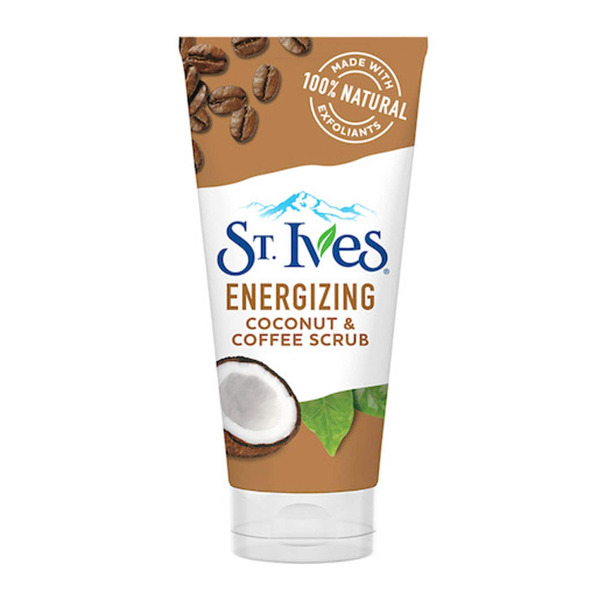 MADE WITH
100% NATURAL
EXFOLIANTS
ST. IVES®
ENERGIZING
COCONUT &
COFFEE SCRUB